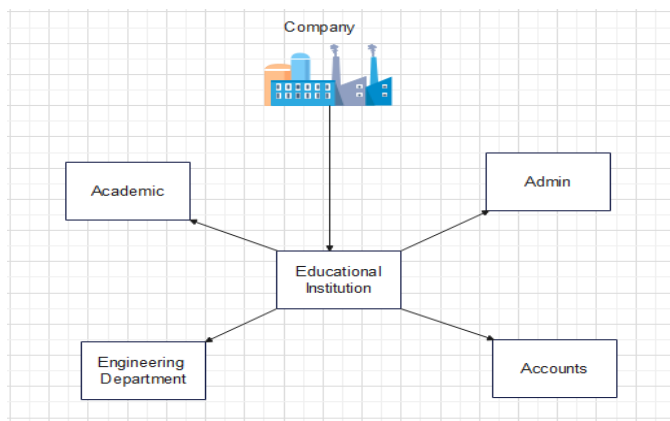 Company
Academic
Admin
Educational
Institution
Engineering
Department
Accounts